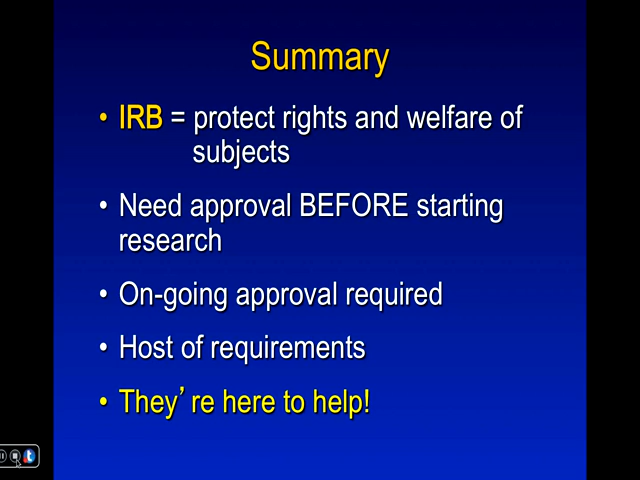 Summary
• IRB = protect rights and welfare of
subjects
• Need approval BEFORE starting
research
• On-going approval required
• Host of requirements
• They’re here to help!